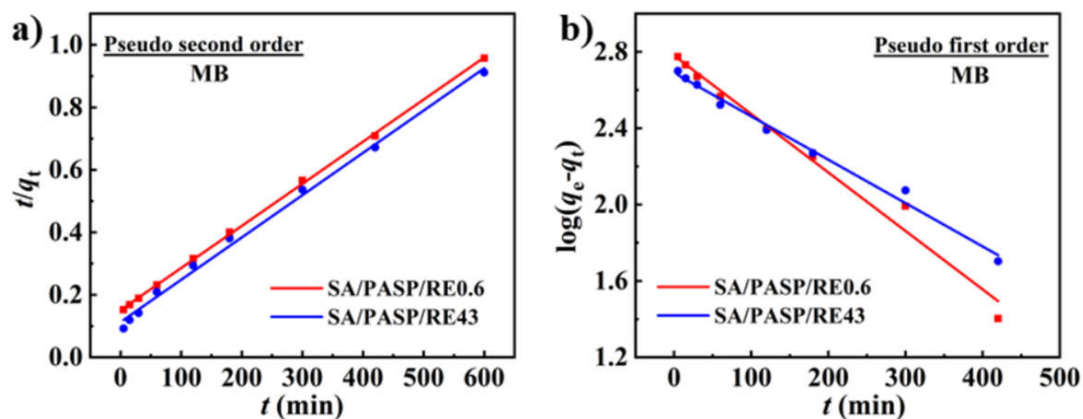 a)
Pseudo second order
MB
1.0
0.8
0.6
0.4
0.2
0.0
t/qt
SA/PASP/RE0.6
SA/PASP/RE43
0 100 200 300 400 500 600
t (min)
b)
Pseudo first order
MB
2.8
2.4
2.0
1.6
1.2
log(qe-qt)
SA/PASP/RE0.6
SA/PASP/RE43
0 100 200 300 400 500
t (min)